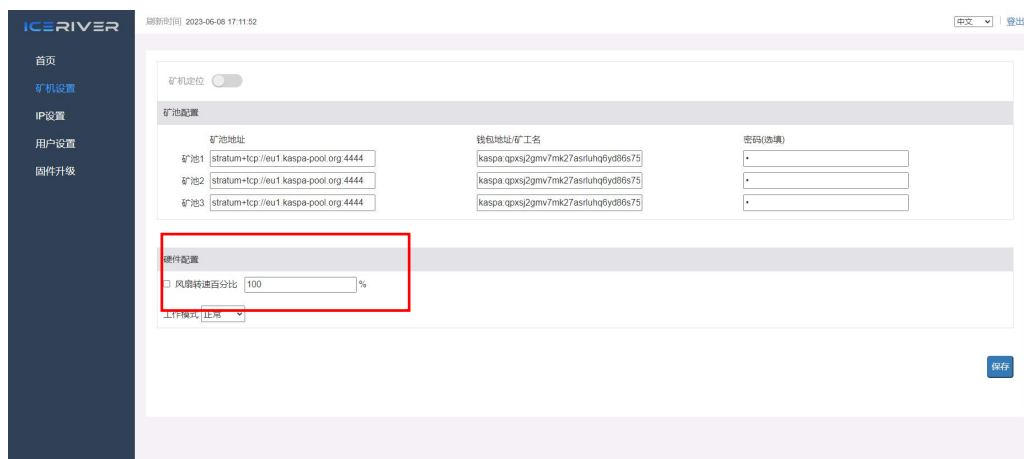 ICERIVER
刷新时间 2023-06-08 17:11:52
中文
登出
首页
矿机设置
IP设置
用户设置
固件升级
矿机定位
矿池配置
矿池地址 钱包地址/矿工名 密码(选填)
矿池1 stratum+tcp://eu1.kaspa-pool.org:4444 kaspa:qpxsj2gmv7mk27asrluhq6yd86s75 •
矿池2 stratum+tcp://eu1.kaspa-pool.org:4444 kaspa:qpxsj2gmv7mk27asrluhq6yd86s75 •
矿池3 stratum+tcp://eu1.kaspa-pool.org:4444 kaspa:qpxsj2gmv7mk27asrluhq6yd86s75 •
硬件配置
风扇转速百分比 100 %
工作模式 正常
保存